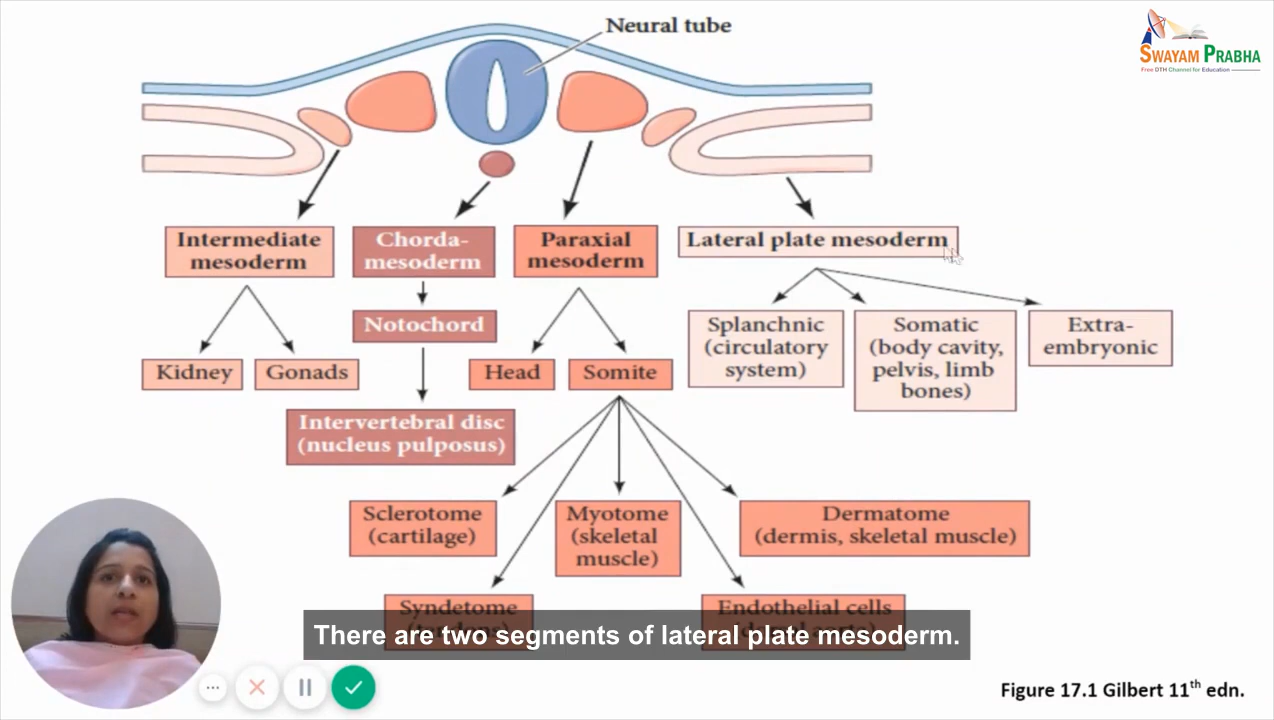 Neural tube
SWAYAM PRABHA
Free DTH Channel for Education
Intermediate
mesoderm
Chorda-
mesoderm
Paraxial
mesoderm
Lateral plate mesoderm
Notochord
Splanchnic
(circulatory
system)
Somatic
(body cavity,
pelvis, limb
bones)
Extra-
embryonic
Kidney
Gonads
Head
Somite
Intervertebral disc
(nucleus pulposus)
Sclerotome
(cartilage)
Myotome
(skeletal
muscle)
Dermatome
(dermis, skeletal muscle)
Syndetome
(tendons)
Endothelial cells
(dorsal aorta)
There are two segments of lateral plate mesoderm.
Figure 17.1 Gilbert 11th edn.